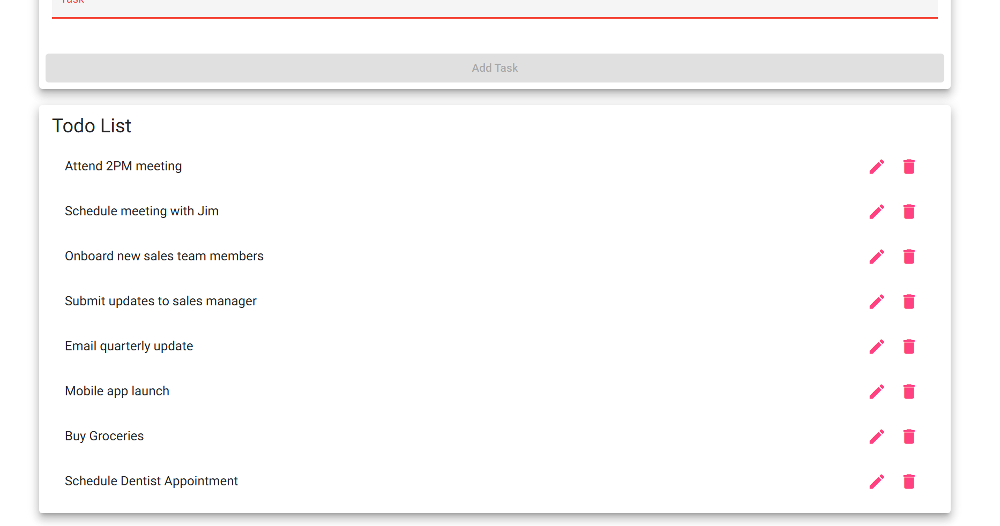 Task
Add Task
Todo List
Attend 2PM meeting
Schedule meeting with Jim
Onboard new sales team members
Submit updates to sales manager
Email quarterly update
Mobile app launch
Buy Groceries
Schedule Dentist Appointment